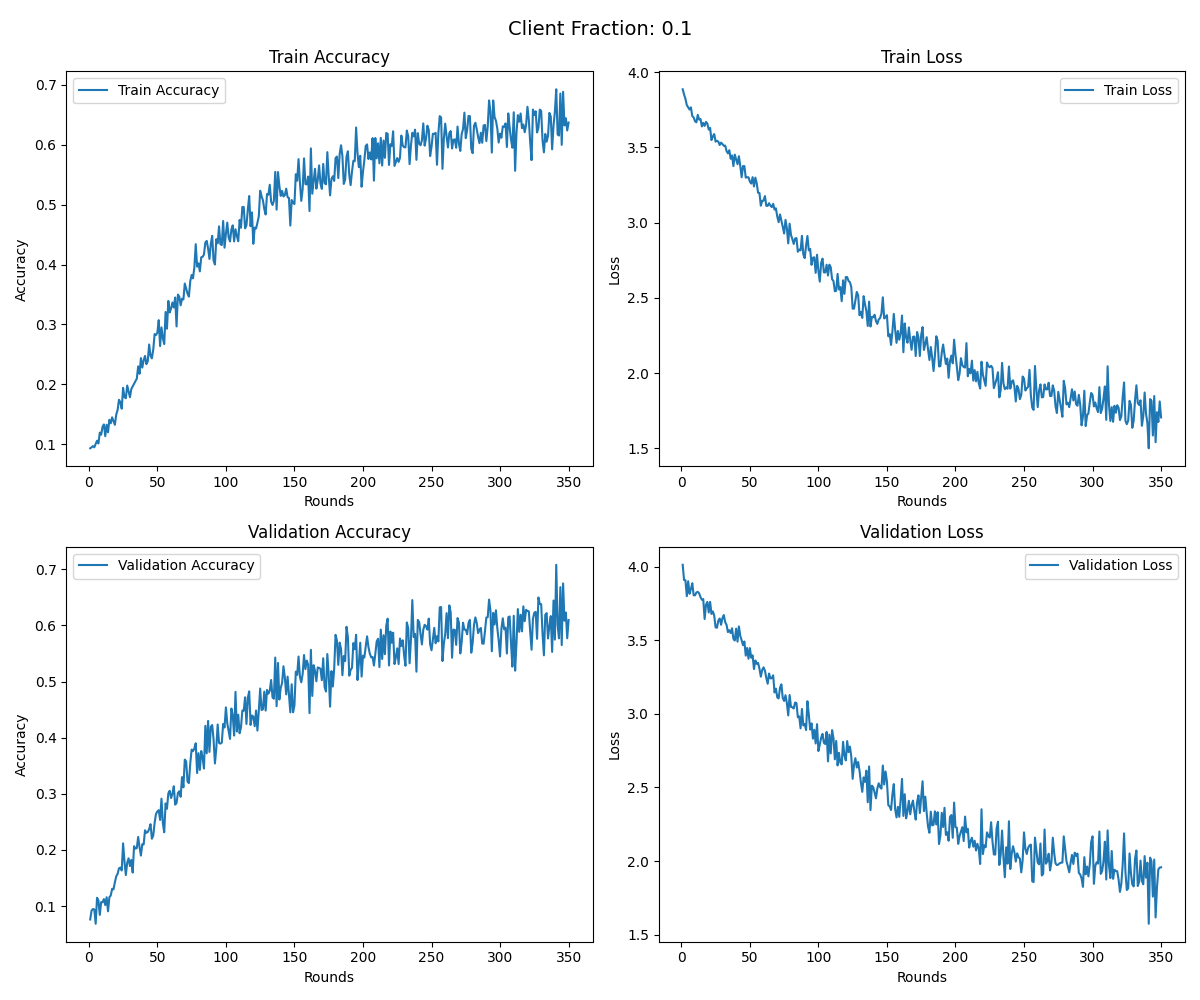 Client Fraction: 0.1
Train Accuracy
Train Accuracy
0.7
0.6
0.5
0.4
0.3
0.2
0.1
Accuracy
0 50 100 150 200 250 300 350
Rounds
Train Loss
Train Loss
4.0
3.5
3.0
2.5
2.0
1.5
Loss
0 50 100 150 200 250 300 350
Rounds
Validation Accuracy
Validation Accuracy
0.7
0.6
0.5
0.4
0.3
0.2
0.1
Accuracy
0 50 100 150 200 250 300 350
Rounds
Validation Loss
Validation Loss
4.0
3.5
3.0
2.5
2.0
1.5
Loss
0 50 100 150 200 250 300 350
Rounds